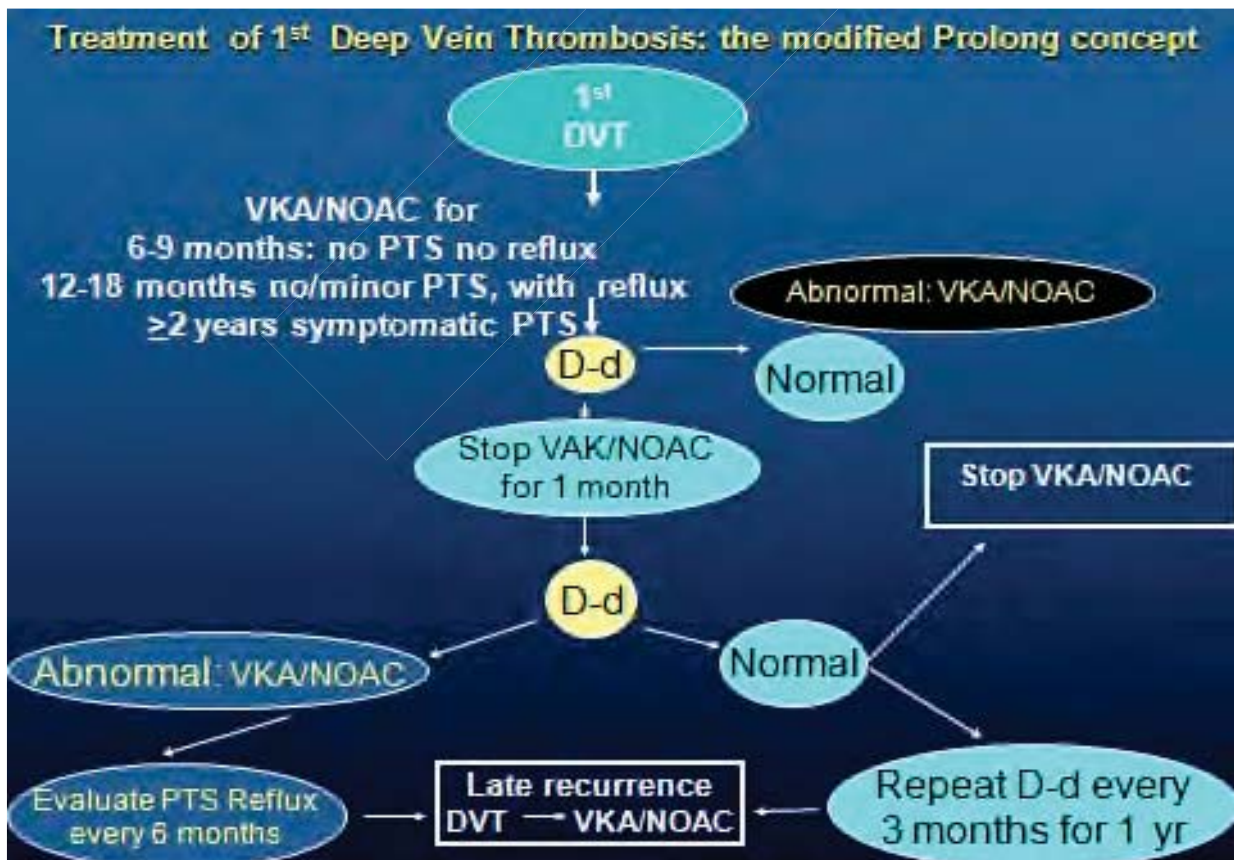 Treatment of 1st Deep Vein Thrombosis: the modified Prolong concept
1st
DVT
VKA/NOAC for
6-9 months: no PTS no reflux
12-18 months no/minor PTS, with reflux
≥2 years symptomatic PTS
Abnormal: VKA/NOAC
D-d
Normal
Stop VAK/NOAC
for 1 month
Stop VKA/NOAC
D-d
Abnormal: VKA/NOAC
Normal
Evaluate PTS Reflux
every 6 months
Late recurrence
DVT → VKA/NOAC
Repeat D-d every
3 months for 1 yr